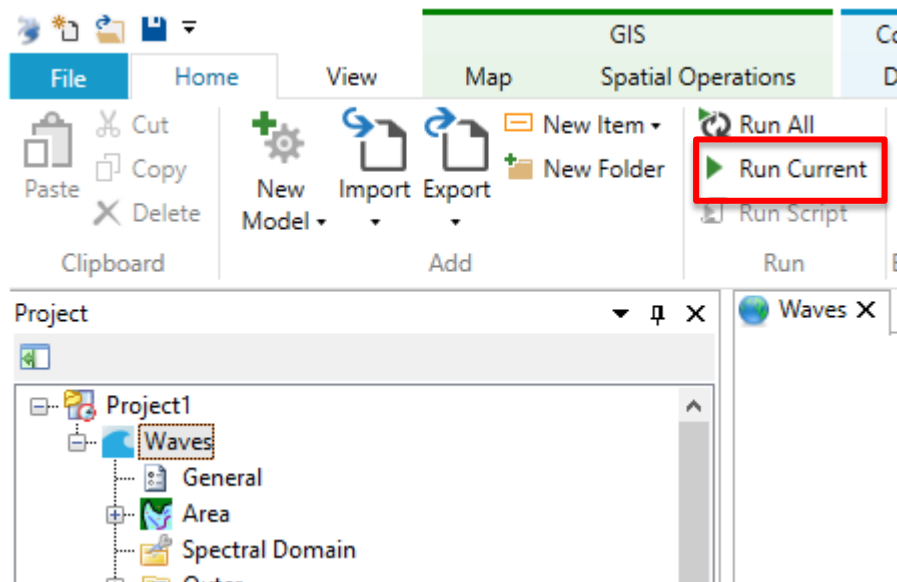 GIS
Co
File Home View Map Spatial Operations D
Cut New Item Run All
Copy New Folder Run Current
Paste Delete New Model Import Export Run Script
Clipboard Add Run
Project Waves
Project1
Waves
General
Area
Spectral Domain
Outer